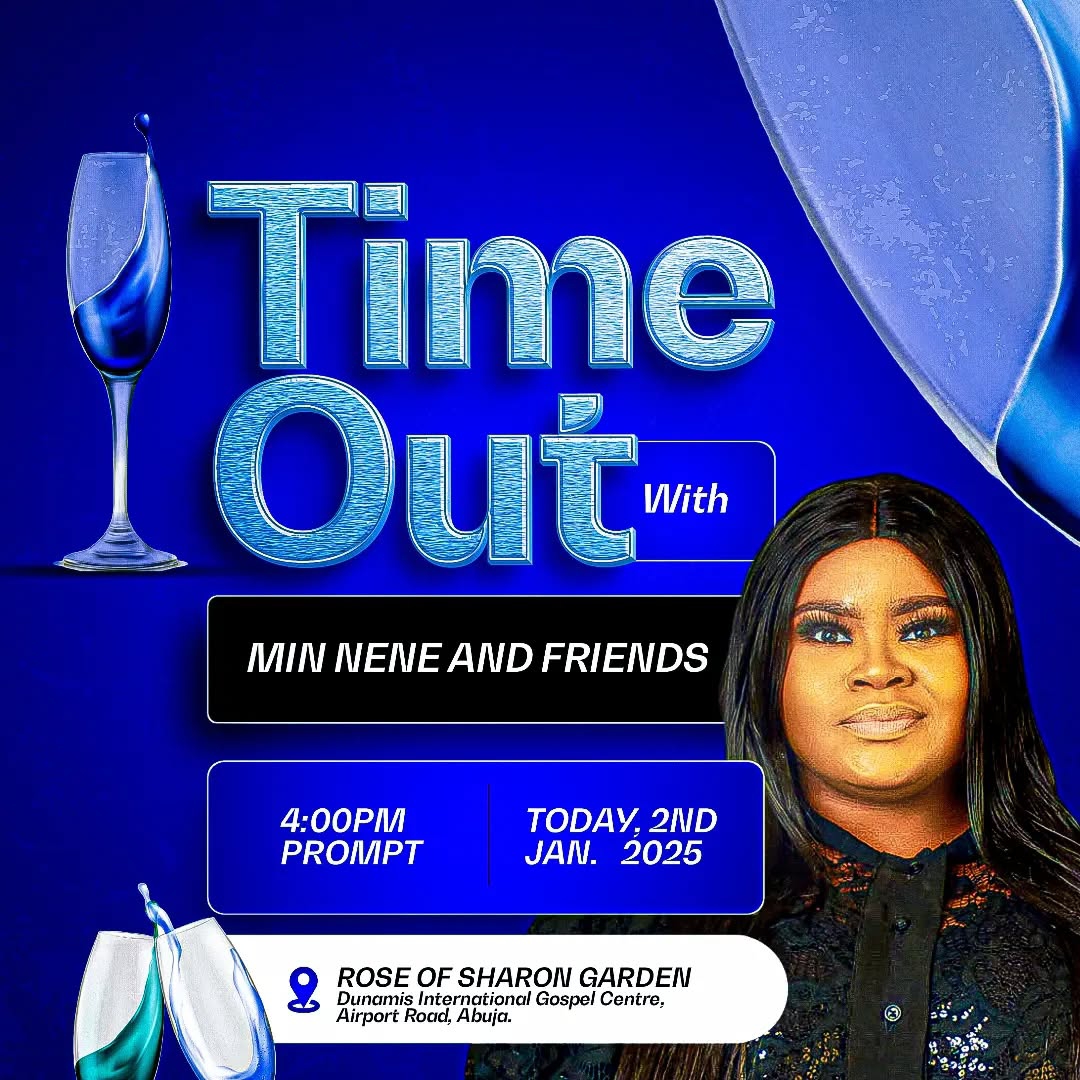 Time
Out
With
MIN NENE AND FRIENDS
4:00PM
PROMPT
TODAY, 2ND
JAN. 2025
ROSE OF SHARON GARDEN
Dunamis International Gospel Centre,
Airport Road, Abuja.